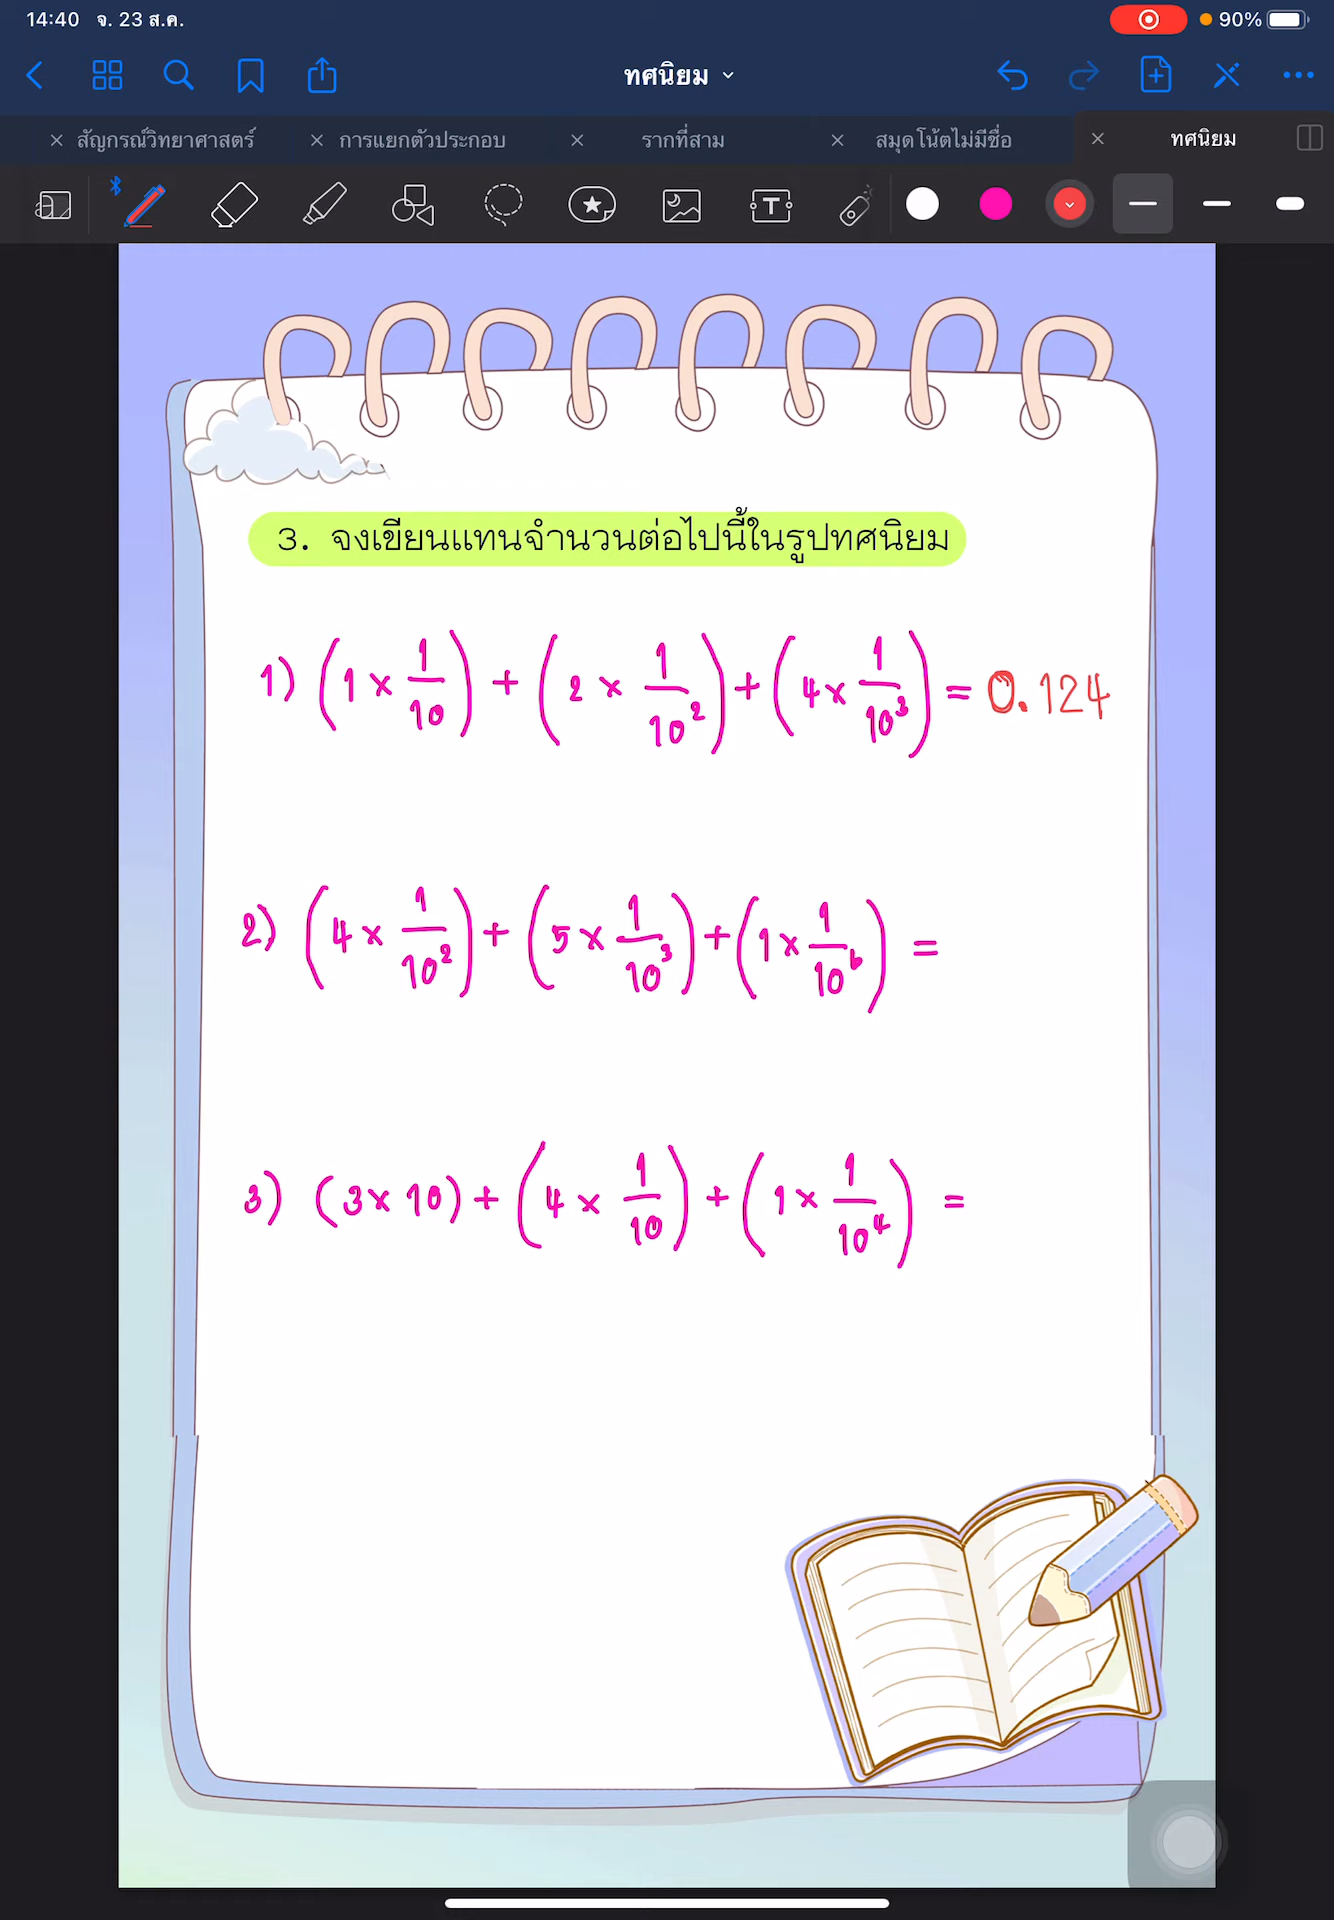 14:40 จ. 23 ส.ค. 90%
ทศนิยม
สัญกรณ์วิทยาศาสตร์ การแยกตัวประกอบ รากที่สาม สมุดโน้ตไม่มีชื่อ ทศนิยม
3. จงเขียนแทนจำนวนต่อไปนี้ในรูปทศนิยม
1) (1 × 1/10) + (2 × 1/10²) + (4 × 1/10³) = 0.124
2) (4 × 1/10²) + (5 × 1/10³) + (1 × 1/10⁶) =
3) (3 × 10) + (4 × 1/10) + (1 × 1/10⁴) =